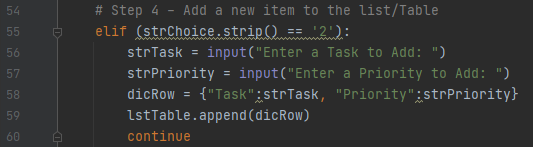 54 # Step 4 - Add a new item to the list/Table
55 elif (strChoice.strip() == '2'):
56 strTask = input("Enter a Task to Add: ")
57 strPriority = input("Enter a Priority to Add: ")
58 dicRow = {"Task":strTask, "Priority":strPriority}
59 lstTable.append(dicRow)
60 continue